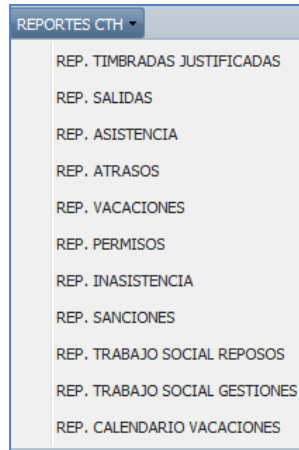 REPORTES CTH
REP. TIMBRADAS JUSTIFICADAS
REP. SALIDAS
REP. ASISTENCIA
REP. ATRASOS
REP. VACACIONES
REP. PERMISOS
REP. INASISTENCIA
REP. SANCIONES
REP. TRABAJO SOCIAL REPOSOS
REP. TRABAJO SOCIAL GESTIONES
REP. CALENDARIO VACACIONES